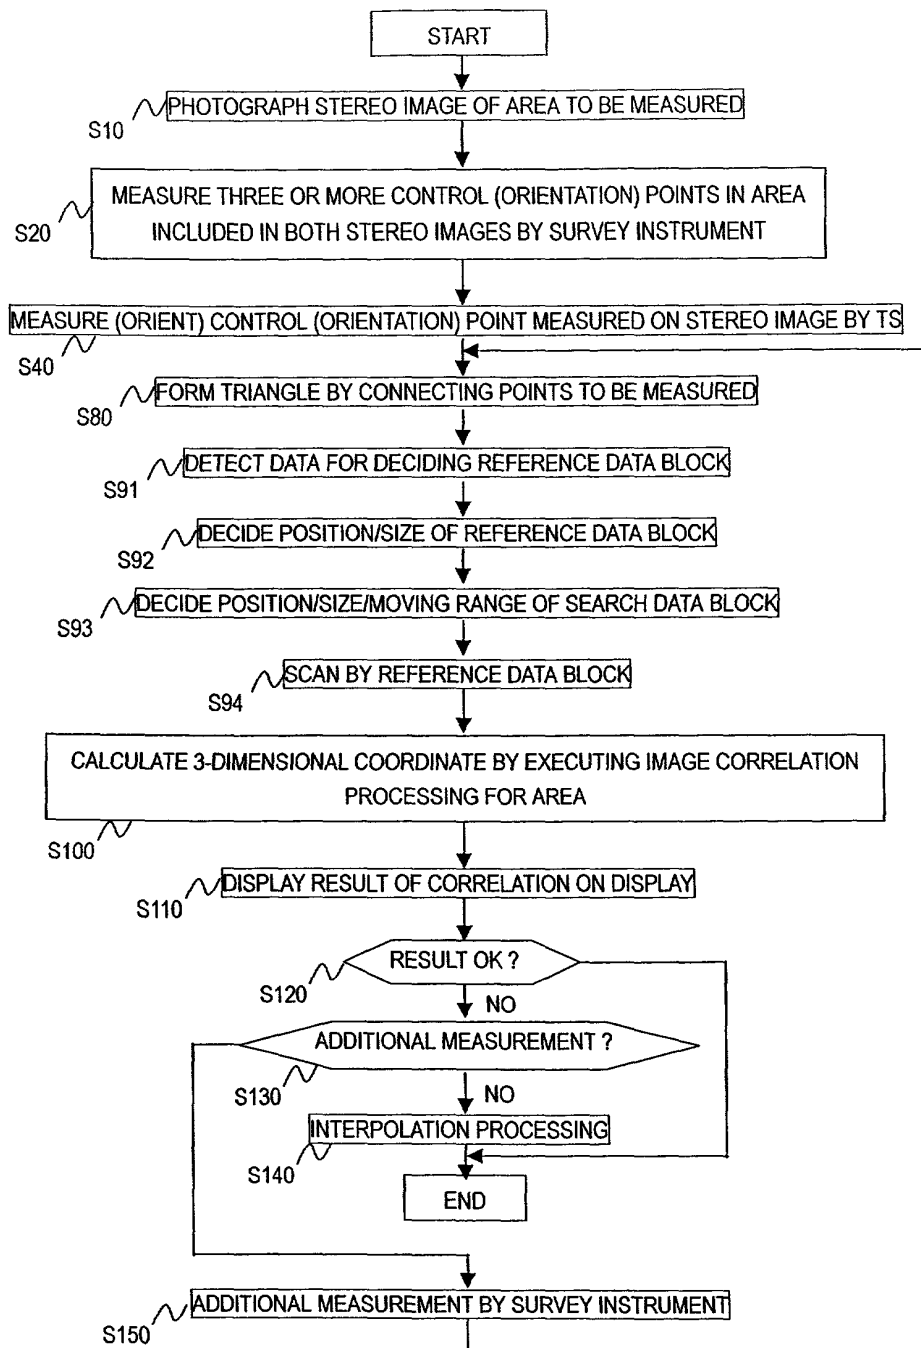 START
S10
PHOTOGRAPH STEREO IMAGE OF AREA TO BE MEASURED
S20
MEASURE THREE OR MORE CONTROL (ORIENTATION) POINTS IN AREA
INCLUDED IN BOTH STEREO IMAGES BY SURVEY INSTRUMENT
MEASURE (ORIENT) CONTROL (ORIENTATION) POINT MEASURED ON STEREO IMAGE BY TS
S40
FORM TRIANGLE BY CONNECTING POINTS TO BE MEASURED
S80
DETECT DATA FOR DECIDING REFERENCE DATA BLOCK
S91
DECIDE POSITION/SIZE OF REFERENCE DATA BLOCK
S92
DECIDE POSITION/SIZE/MOVING RANGE OF SEARCH DATA BLOCK
S93
SCAN BY REFERENCE DATA BLOCK
S94
CALCULATE 3-DIMENSIONAL COORDINATE BY EXECUTING IMAGE CORRELATION
PROCESSING FOR AREA
S100
DISPLAY RESULT OF CORRELATION ON DISPLAY
S110
RESULT OK ?
S120
NO
ADDITIONAL MEASUREMENT ?
S130
NO
INTERPOLATION PROCESSING
S140
END
ADDITIONAL MEASUREMENT BY SURVEY INSTRUMENT
S150